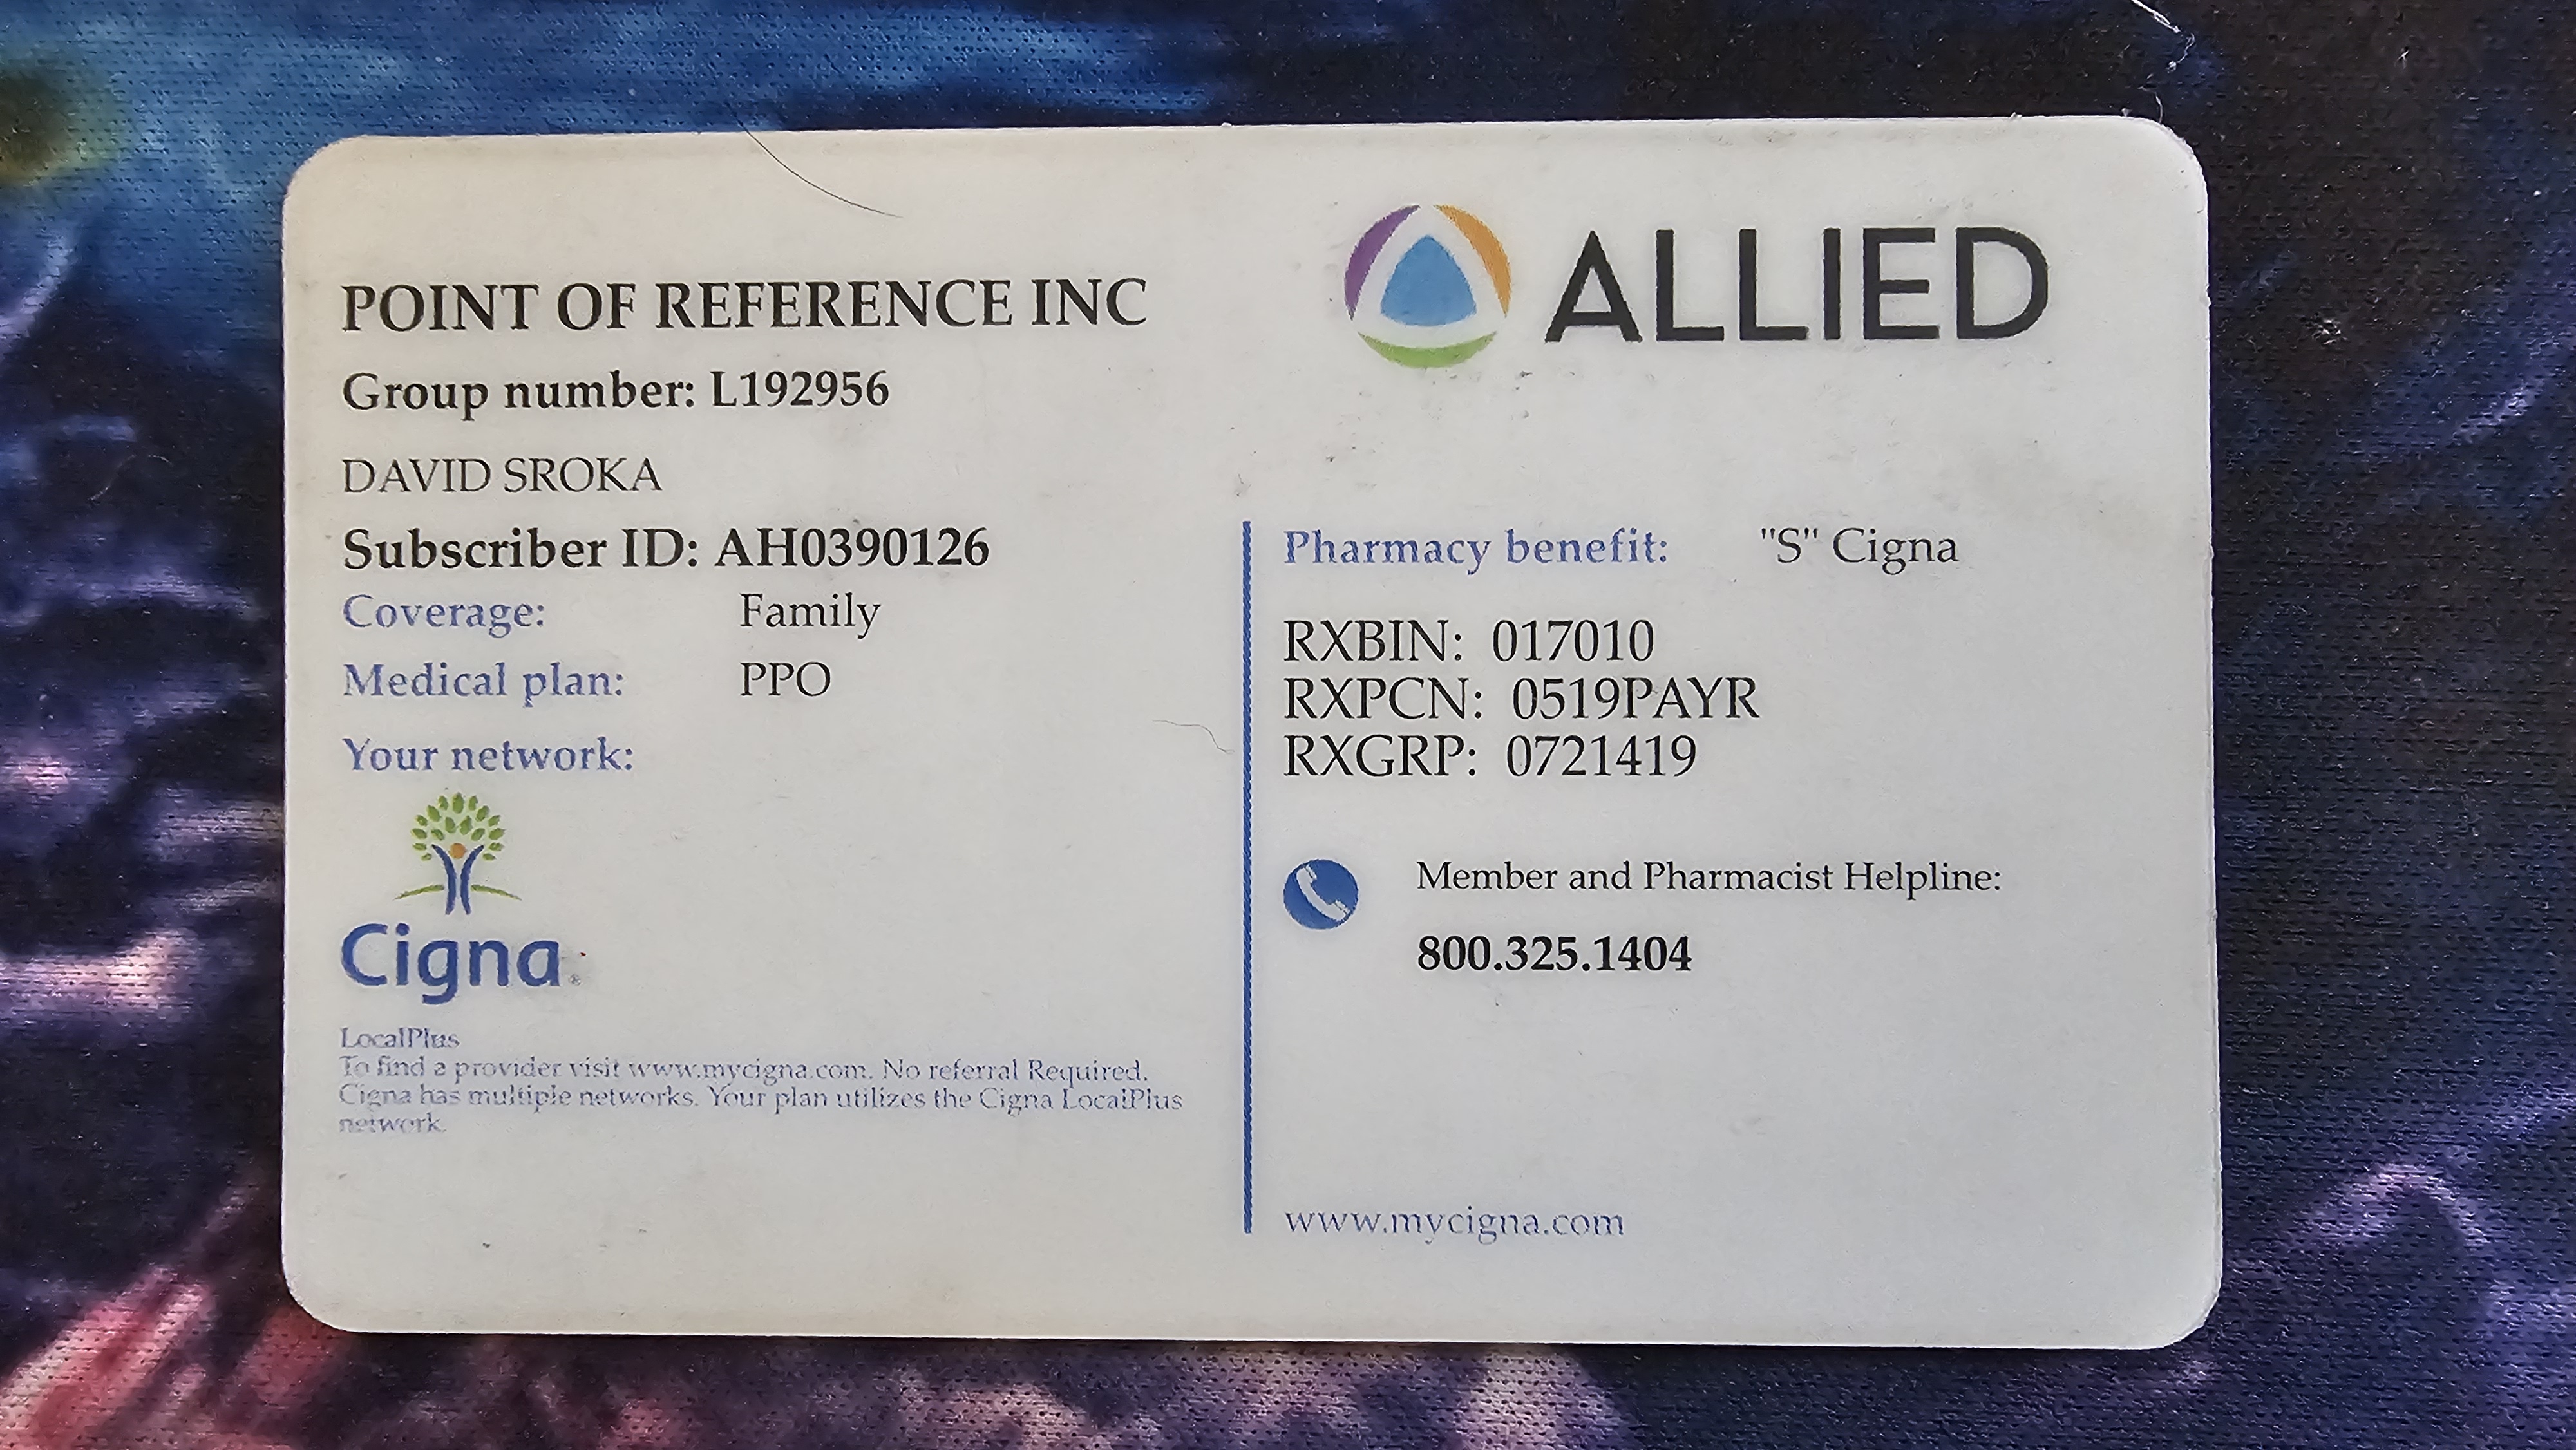 POINT OF REFERENCE INC
ALLIED
Group number: L192956
DAVID SROKA
Subscriber ID: AH0390126
Coverage: Family
Medical plan: PPO
Your network:
Cigna®
LocalPlus
To find a provider visit www.mycigna.com. No referral Required.
Cigna has multiple networks. Your plan utilizes the Cigna LocalPlus
network.
Pharmacy benefit: "S" Cigna
RXBIN: 017010
RXPCN: 0519PAYR
RXGRP: 0721419
Member and Pharmacist Helpline:
800.325.1404
www.mycigna.com